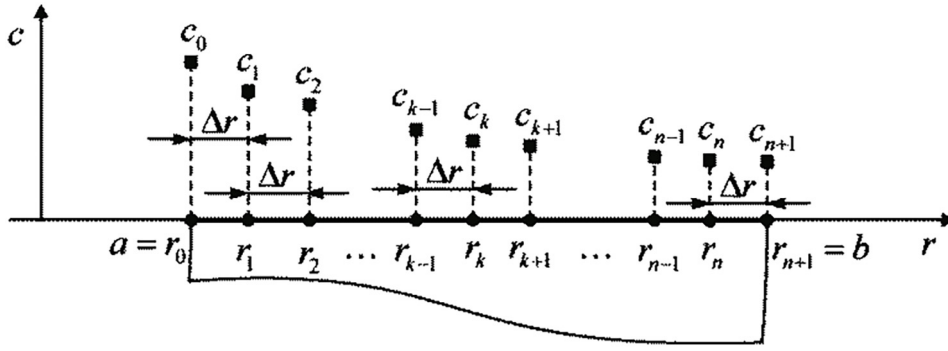 c
c₀ c₁ c₂ cₖ₋₁ cₖ cₖ₊₁ cₙ₋₁ cₙ cₙ₊₁
Δr Δr Δr Δr
a = r₀ r₁ r₂ ... rₖ₋₁ rₖ rₖ₊₁ ... rₙ₋₁ rₙ rₙ₊₁ = b r